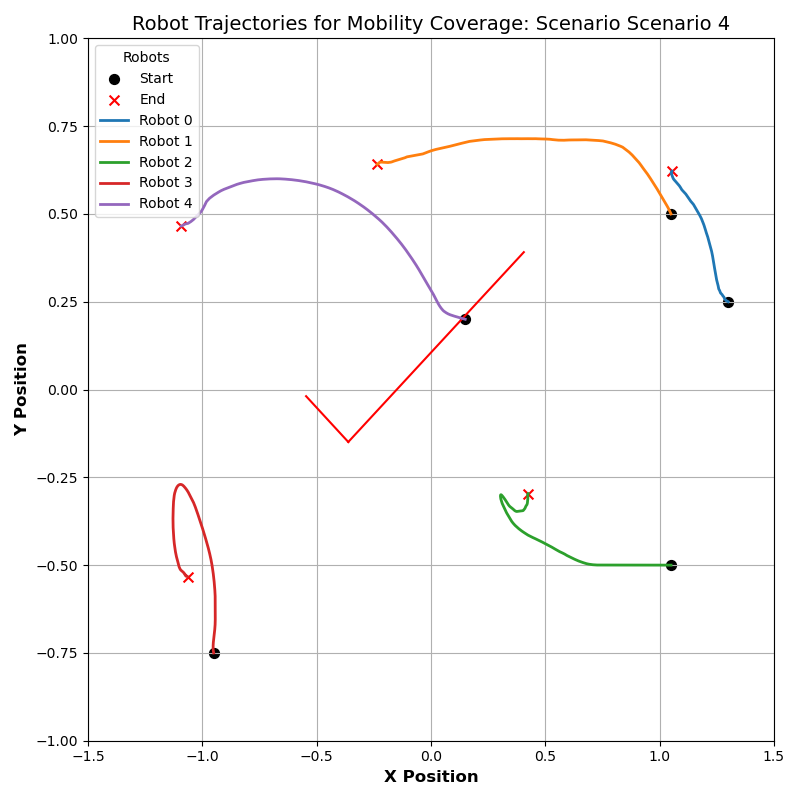 Robot Trajectories for Mobility Coverage: Scenario Scenario 4
Robots
Start
End
Robot 0
Robot 1
Robot 2
Robot 3
Robot 4
Y Position
1.00
0.75
0.50
0.25
0.00
−0.25
−0.50
−0.75
−1.00
−1.5
−1.0
−0.5
0.0
0.5
1.0
1.5
X Position